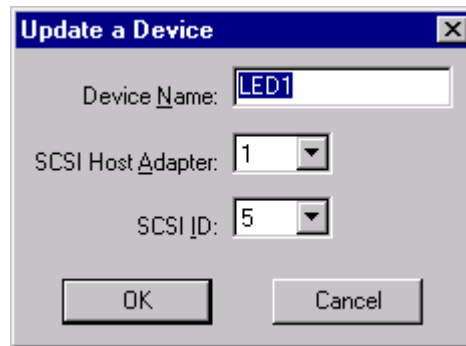 Update a Device
Device Name: LED1
SCSI Host Adapter: 1
SCSI ID: 5
OK Cancel